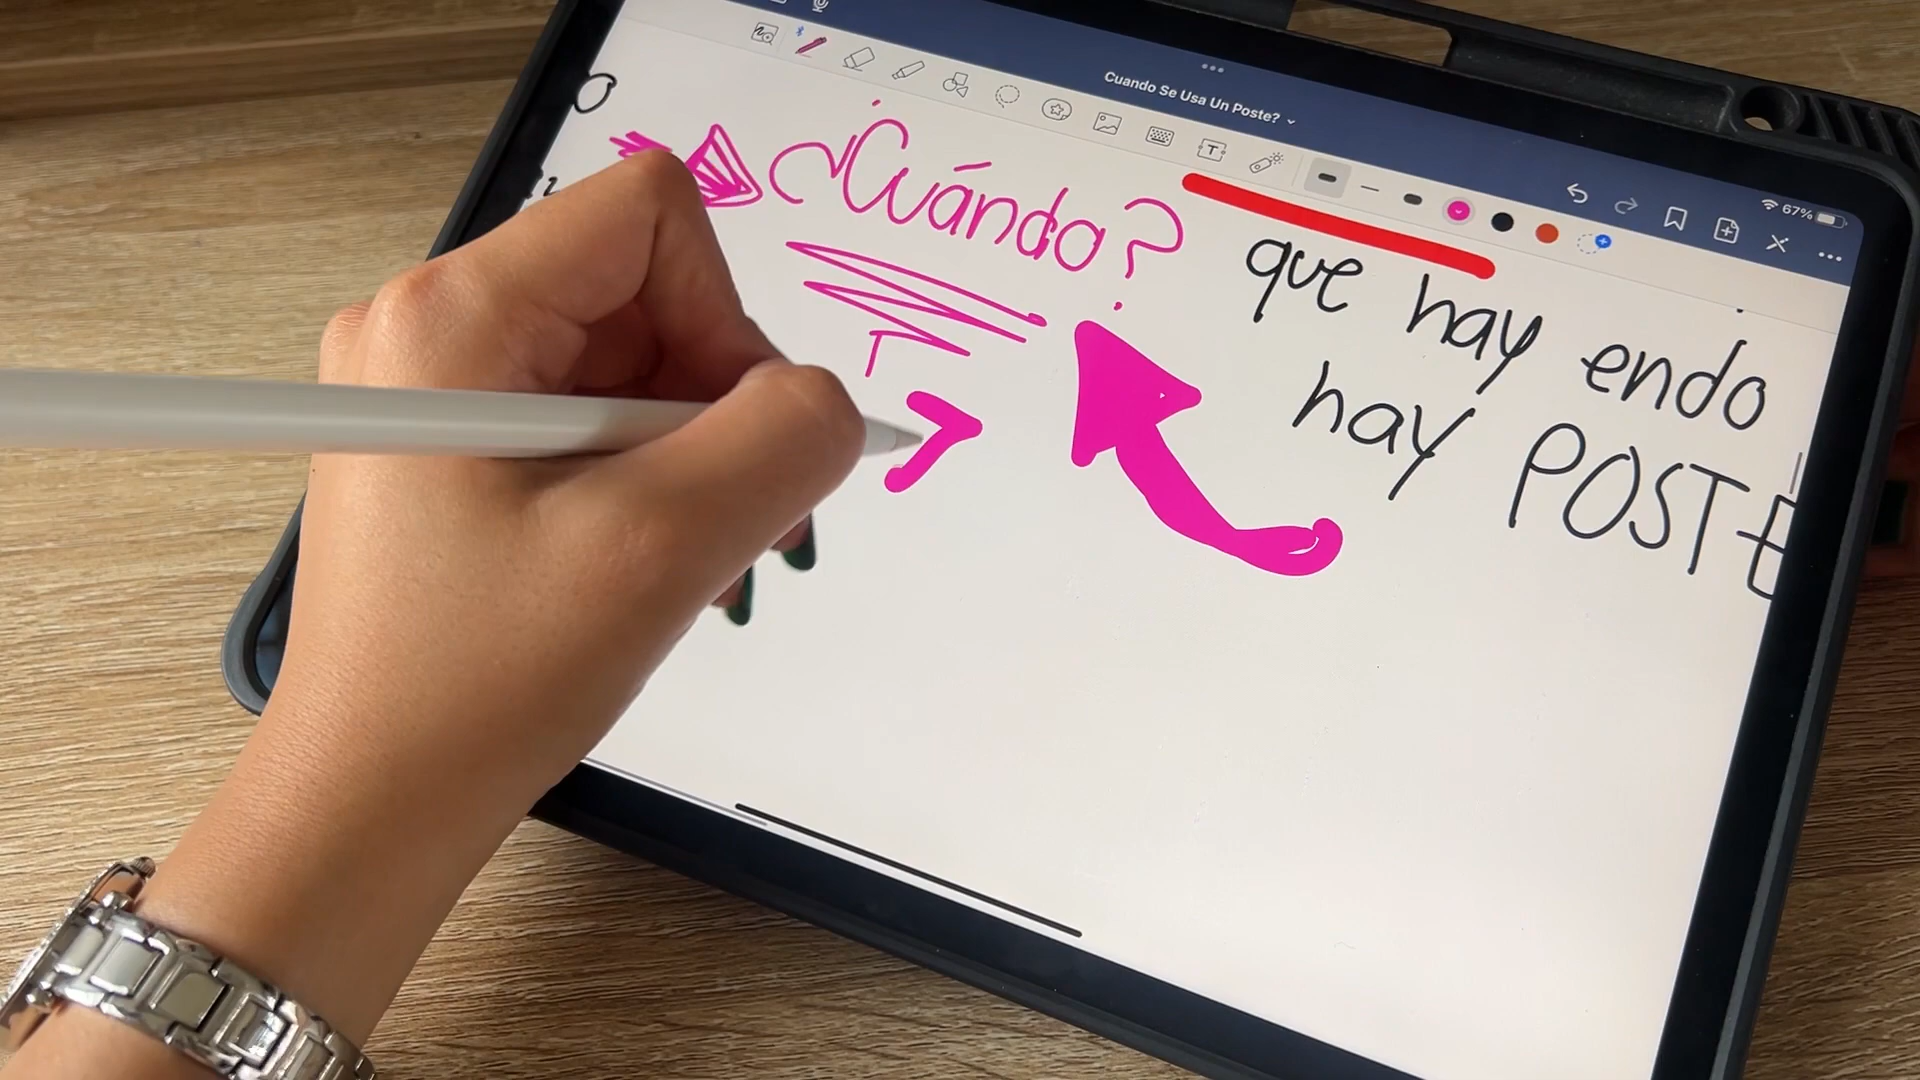 Cuando Se Usa Un Poste?
67%
¿Cuándo?
T
que hay endo
hay POSTE